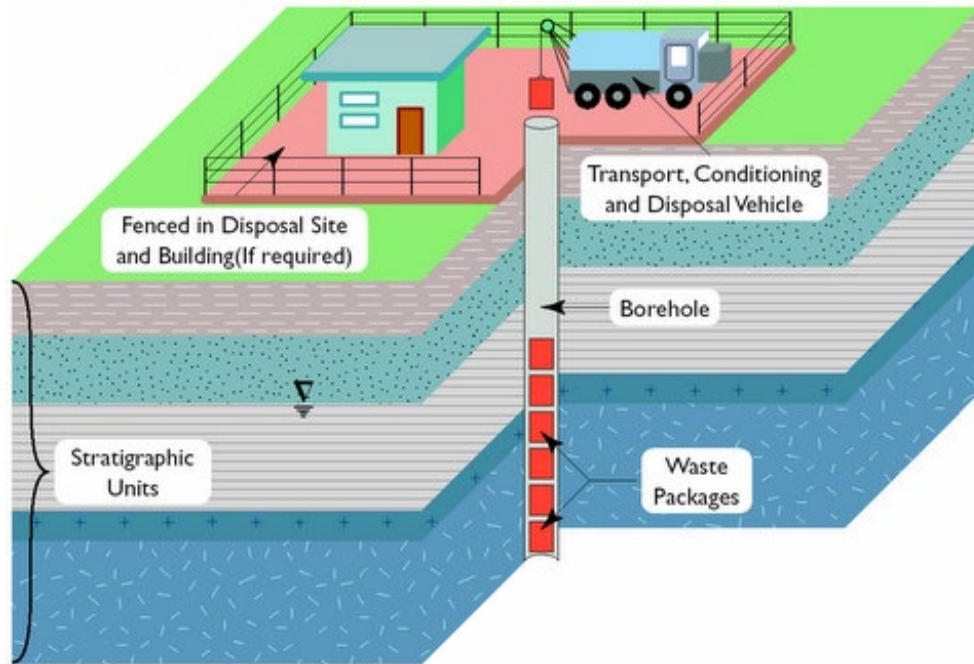 Transport, Conditioning
and Disposal Vehicle
Fenced in Disposal Site
and Building(If required)
Borehole
Stratigraphic
Units
Waste
Packages